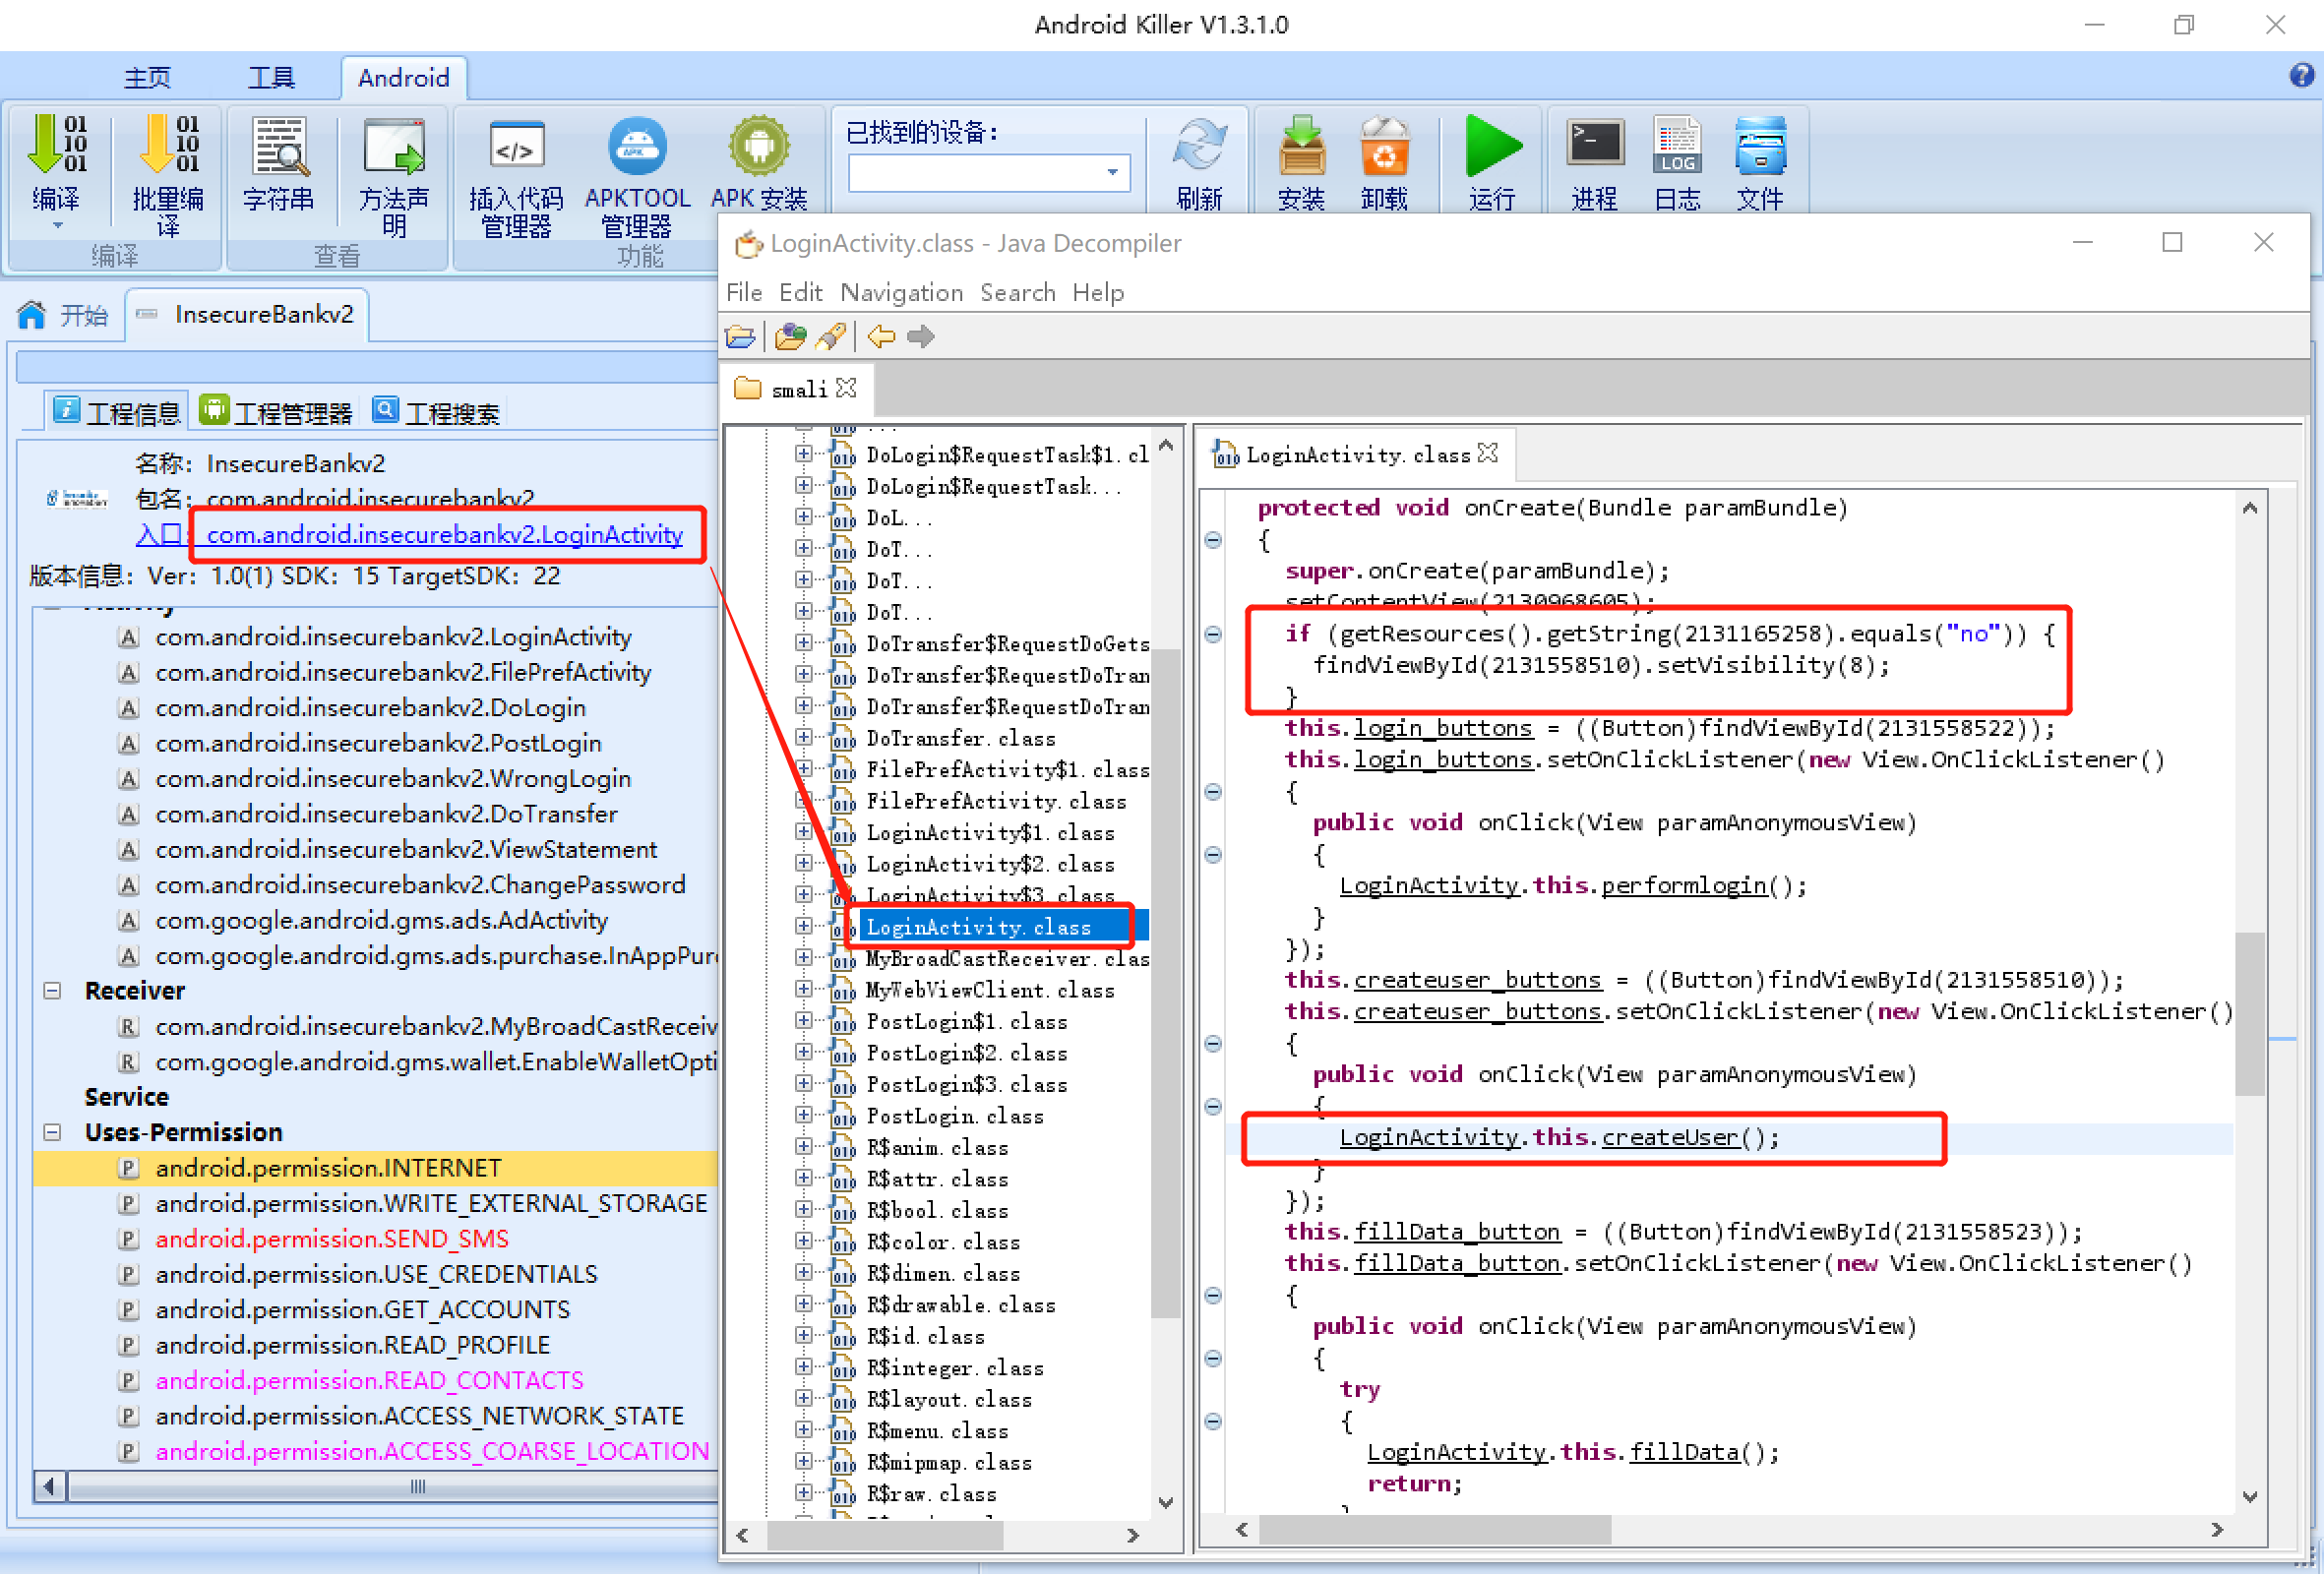 Android Killer V1.3.1.0
主页
工具
Android
编译
批量编译
编译
字符串
方法声明
查看
插入代码管理器
APKTOOL 管理器
APK 安装
功能
已找到的设备:
刷新
安装
卸载
运行
进程
LOG
日志
文件
开始
InsecureBankv2
工程信息
工程管理器
工程搜索
名称: InsecureBankv2
包名: com.android.insecurebankv2
入口: com.android.insecurebankv2.LoginActivity
版本信息: Ver: 1.0(1) SDK: 15 TargetSDK: 22
Activity
com.android.insecurebankv2.LoginActivity
com.android.insecurebankv2.FilePrefActivity
com.android.insecurebankv2.DoLogin
com.android.insecurebankv2.PostLogin
com.android.insecurebankv2.WrongLogin
com.android.insecurebankv2.DoTransfer
com.android.insecurebankv2.ViewStatement
com.android.insecurebankv2.ChangePassword
com.google.android.gms.ads.AdActivity
com.google.android.gms.ads.purchase.InAppPurc
Receiver
com.android.insecurebankv2.MyBroadCastReceiv
com.google.android.gms.wallet.EnableWalletOpti
Service
Uses-Permission
android.permission.INTERNET
android.permission.WRITE_EXTERNAL_STORAGE
android.permission.SEND_SMS
android.permission.USE_CREDENTIALS
android.permission.GET_ACCOUNTS
android.permission.READ_PROFILE
android.permission.READ_CONTACTS
android.permission.ACCESS_NETWORK_STATE
android.permission.ACCESS_COARSE_LOCATION
LoginActivity.class - Java Decompiler
File Edit Navigation Search Help
smali
DoLogin$RequestTask$1.cl
DoLogin$RequestTask...
DoL...
DoT...
DoT...
DoT...
DoTransfer$RequestDoGets
DoTransfer$RequestDoTran
DoTransfer$RequestDoTran
DoTransfer.class
FilePrefActivity$1.class
FilePrefActivity.class
LoginActivity$1.class
LoginActivity$2.class
LoginActivity$3.class
LoginActivity.class
MyBroadCastReceiver.clas
MyWebViewClient.class
PostLogin$1.class
PostLogin$2.class
PostLogin$3.class
PostLogin.class
R$anim.class
R$attr.class
R$bool.class
R$color.class
R$dimen.class
R$drawable.class
R$id.class
R$integer.class
R$layout.class
R$menu.class
R$mipmap.class
R$raw.class
LoginActivity.class
protected void onCreate(Bundle paramBundle)
{
super.onCreate(paramBundle);
setContentView(2130968605);
if (getResources().getString(2131165258).equals("no")) {
findViewById(2131558510).setVisibility(8);
}
this.login_buttons = ((Button)findViewById(2131558522));
this.login_buttons.setOnClickListener(new View.OnClickListener()
{
public void onClick(View paramAnonymousView)
{
LoginActivity.this.performlogin();
}
});
this.createuser_buttons = ((Button)findViewById(2131558510));
this.createuser_buttons.setOnClickListener(new View.OnClickListener()
{
public void onClick(View paramAnonymousView)
{
LoginActivity.this.createUser();
}
});
this.fillData_button = ((Button)findViewById(2131558523));
this.fillData_button.setOnClickListener(new View.OnClickListener()
{
public void onClick(View paramAnonymousView)
{
try
{
LoginActivity.this.fillData();
return;
}